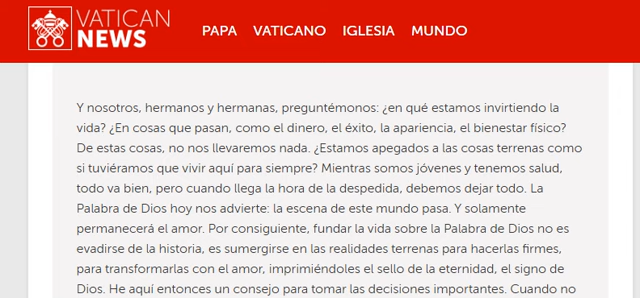 VATICAN
NEWS
PAPA VATICANO IGLESIA MUNDO
Y nosotros, hermanos y hermanas, preguntémonos: ¿en qué estamos invirtiendo la
vida? ¿En cosas que pasan, como el dinero, el éxito, la apariencia, el bienestar físico?
De estas cosas, no nos llevaremos nada. ¿Estamos apegados a las cosas terrenas como
si tuviéramos que vivir aquí para siempre? Mientras somos jóvenes y tenemos salud,
todo va bien, pero cuando llega la hora de la despedida, debemos dejar todo. La
Palabra de Dios hoy nos advierte: la escena de este mundo pasa. Y solamente
permanecerá el amor. Por consiguiente, fundar la vida sobre la Palabra de Dios no es
evadirse de la historia, es sumergirse en las realidades terrenas para hacerlas firmes,
para transformarlas con el amor, imprimiéndoles el sello de la eternidad, el signo de
Dios. He aquí entonces un consejo para tomar las decisiones importantes. Cuando no